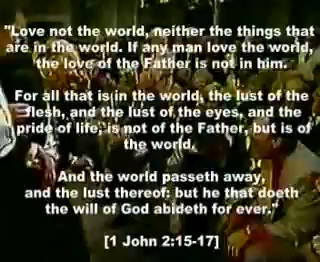 "Love not the world, neither the things that
are in the world. If any man love the world,
the love of the Father is not in him.
For all that is in the world, the lust of the
flesh, and the lust of the eyes, and the
pride of life, is not of the Father, but is of
the world.
And the world passeth away,
and the lust thereof: but he that doeth
the will of God abideth for ever."
[1 John 2:15-17]